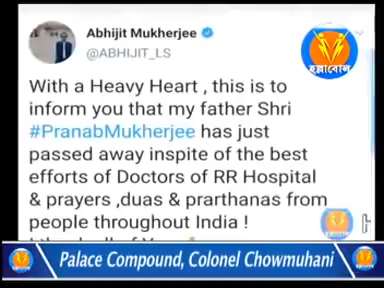 Abhijit Mukherjee
@ABHIJIT_LS
হাল্লাবোল
With a Heavy Heart , this is to
inform you that my father Shri
#PranabMukherjee has just
passed away inspite of the best
efforts of Doctors of RR Hospital
& prayers ,duas & prarthanas from
people throughout India !
Palace Compound, Colonel Chowmuhani